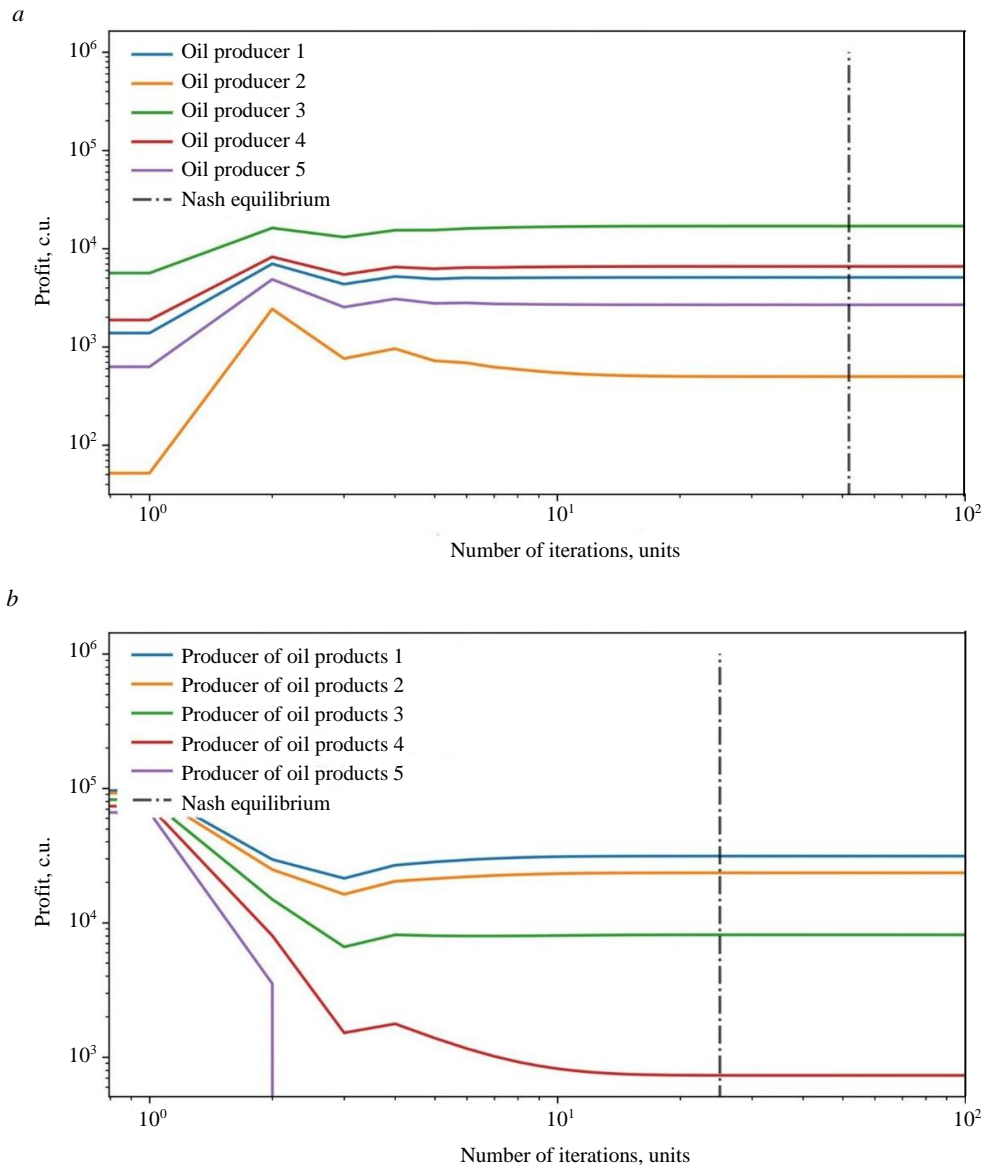 a
10⁶
10⁵
10⁴
10³
10²
Profit, c.u.
Oil producer 1
Oil producer 2
Oil producer 3
Oil producer 4
Oil producer 5
Nash equilibrium
10⁰
10¹
10²
Number of iterations, units
b
10⁶
10⁵
10⁴
10³
Profit, c.u.
Producer of oil products 1
Producer of oil products 2
Producer of oil products 3
Producer of oil products 4
Producer of oil products 5
Nash equilibrium
10⁰
10¹
10²
Number of iterations, units